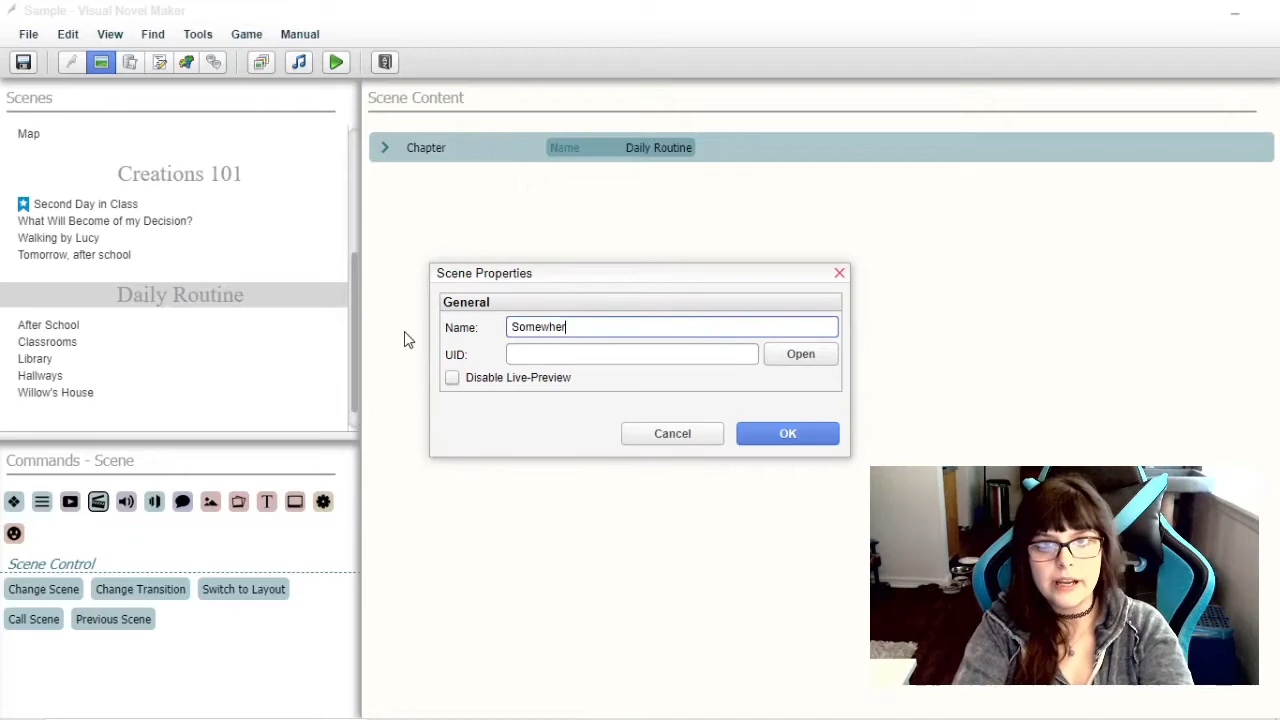 Sample - Visual Novel Maker
File Edit View Find Tools Game Manual
Scenes
Map
Creations 101
Second Day in Class
What Will Become of my Decision?
Walking by Lucy
Tomorrow, after school
Daily Routine
After School
Classrooms
Library
Hallways
Willow's House
Commands - Scene
T
Scene Control
Change Scene Change Transition Switch to Layout
Call Scene Previous Scene
Scene Content
Chapter Name Daily Routine
Scene Properties
General
Name: Somewher
UID: Open
Disable Live-Preview
Cancel OK